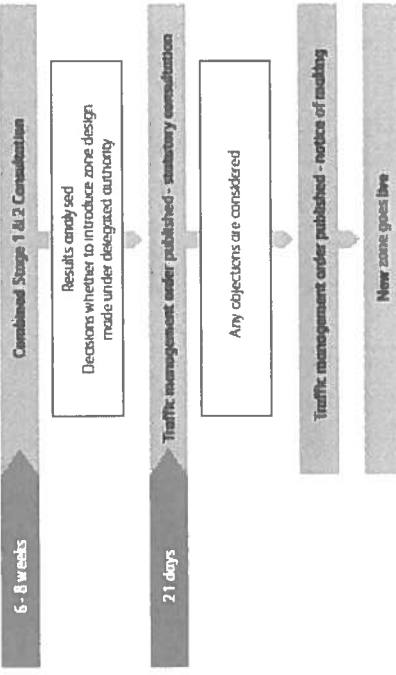 6 - 8 weeks
Combined Stage 1 & 2 Consultation
Results analysed
Decisions whether to introduce zone design
made under delegated authority
21 days
Traffic management order published - statutory consultation
Any objections are considered
Traffic management order published - notice of making
New zone goes live